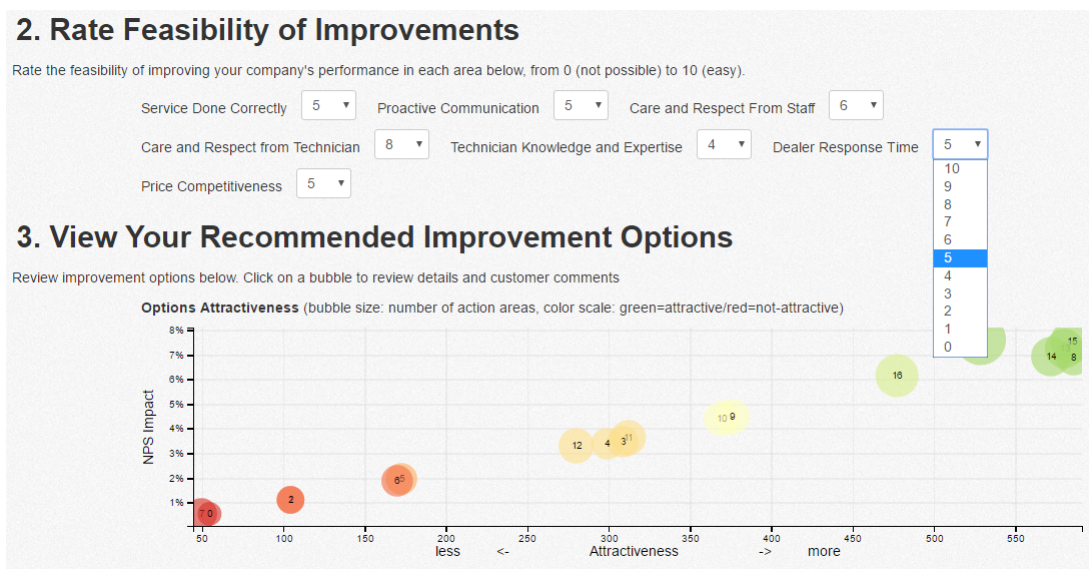 2. Rate Feasibility of Improvements
Rate the feasibility of improving your company's performance in each area below, from 0 (not possible) to 10 (easy).
Service Done Correctly 5 Proactive Communication 5 Care and Respect From Staff 6
Care and Respect from Technician 8 Technician Knowledge and Expertise 4 Dealer Response Time 5
Price Competitiveness 5
10
9
8
7
6
5
4
3
2
1
0
3. View Your Recommended Improvement Options
Review improvement options below. Click on a bubble to review details and customer comments
Options Attractiveness (bubble size: number of action areas, color scale: green=attractive/red=not-attractive)
NPS Impact
8%
7%
6%
5%
4%
3%
2%
1%
7 0
2
6 5
12
4
3 11
10 9
16
14
15
8
50 100 150 200 250 300 350 400 450 500 550
less <- Attractiveness -> more